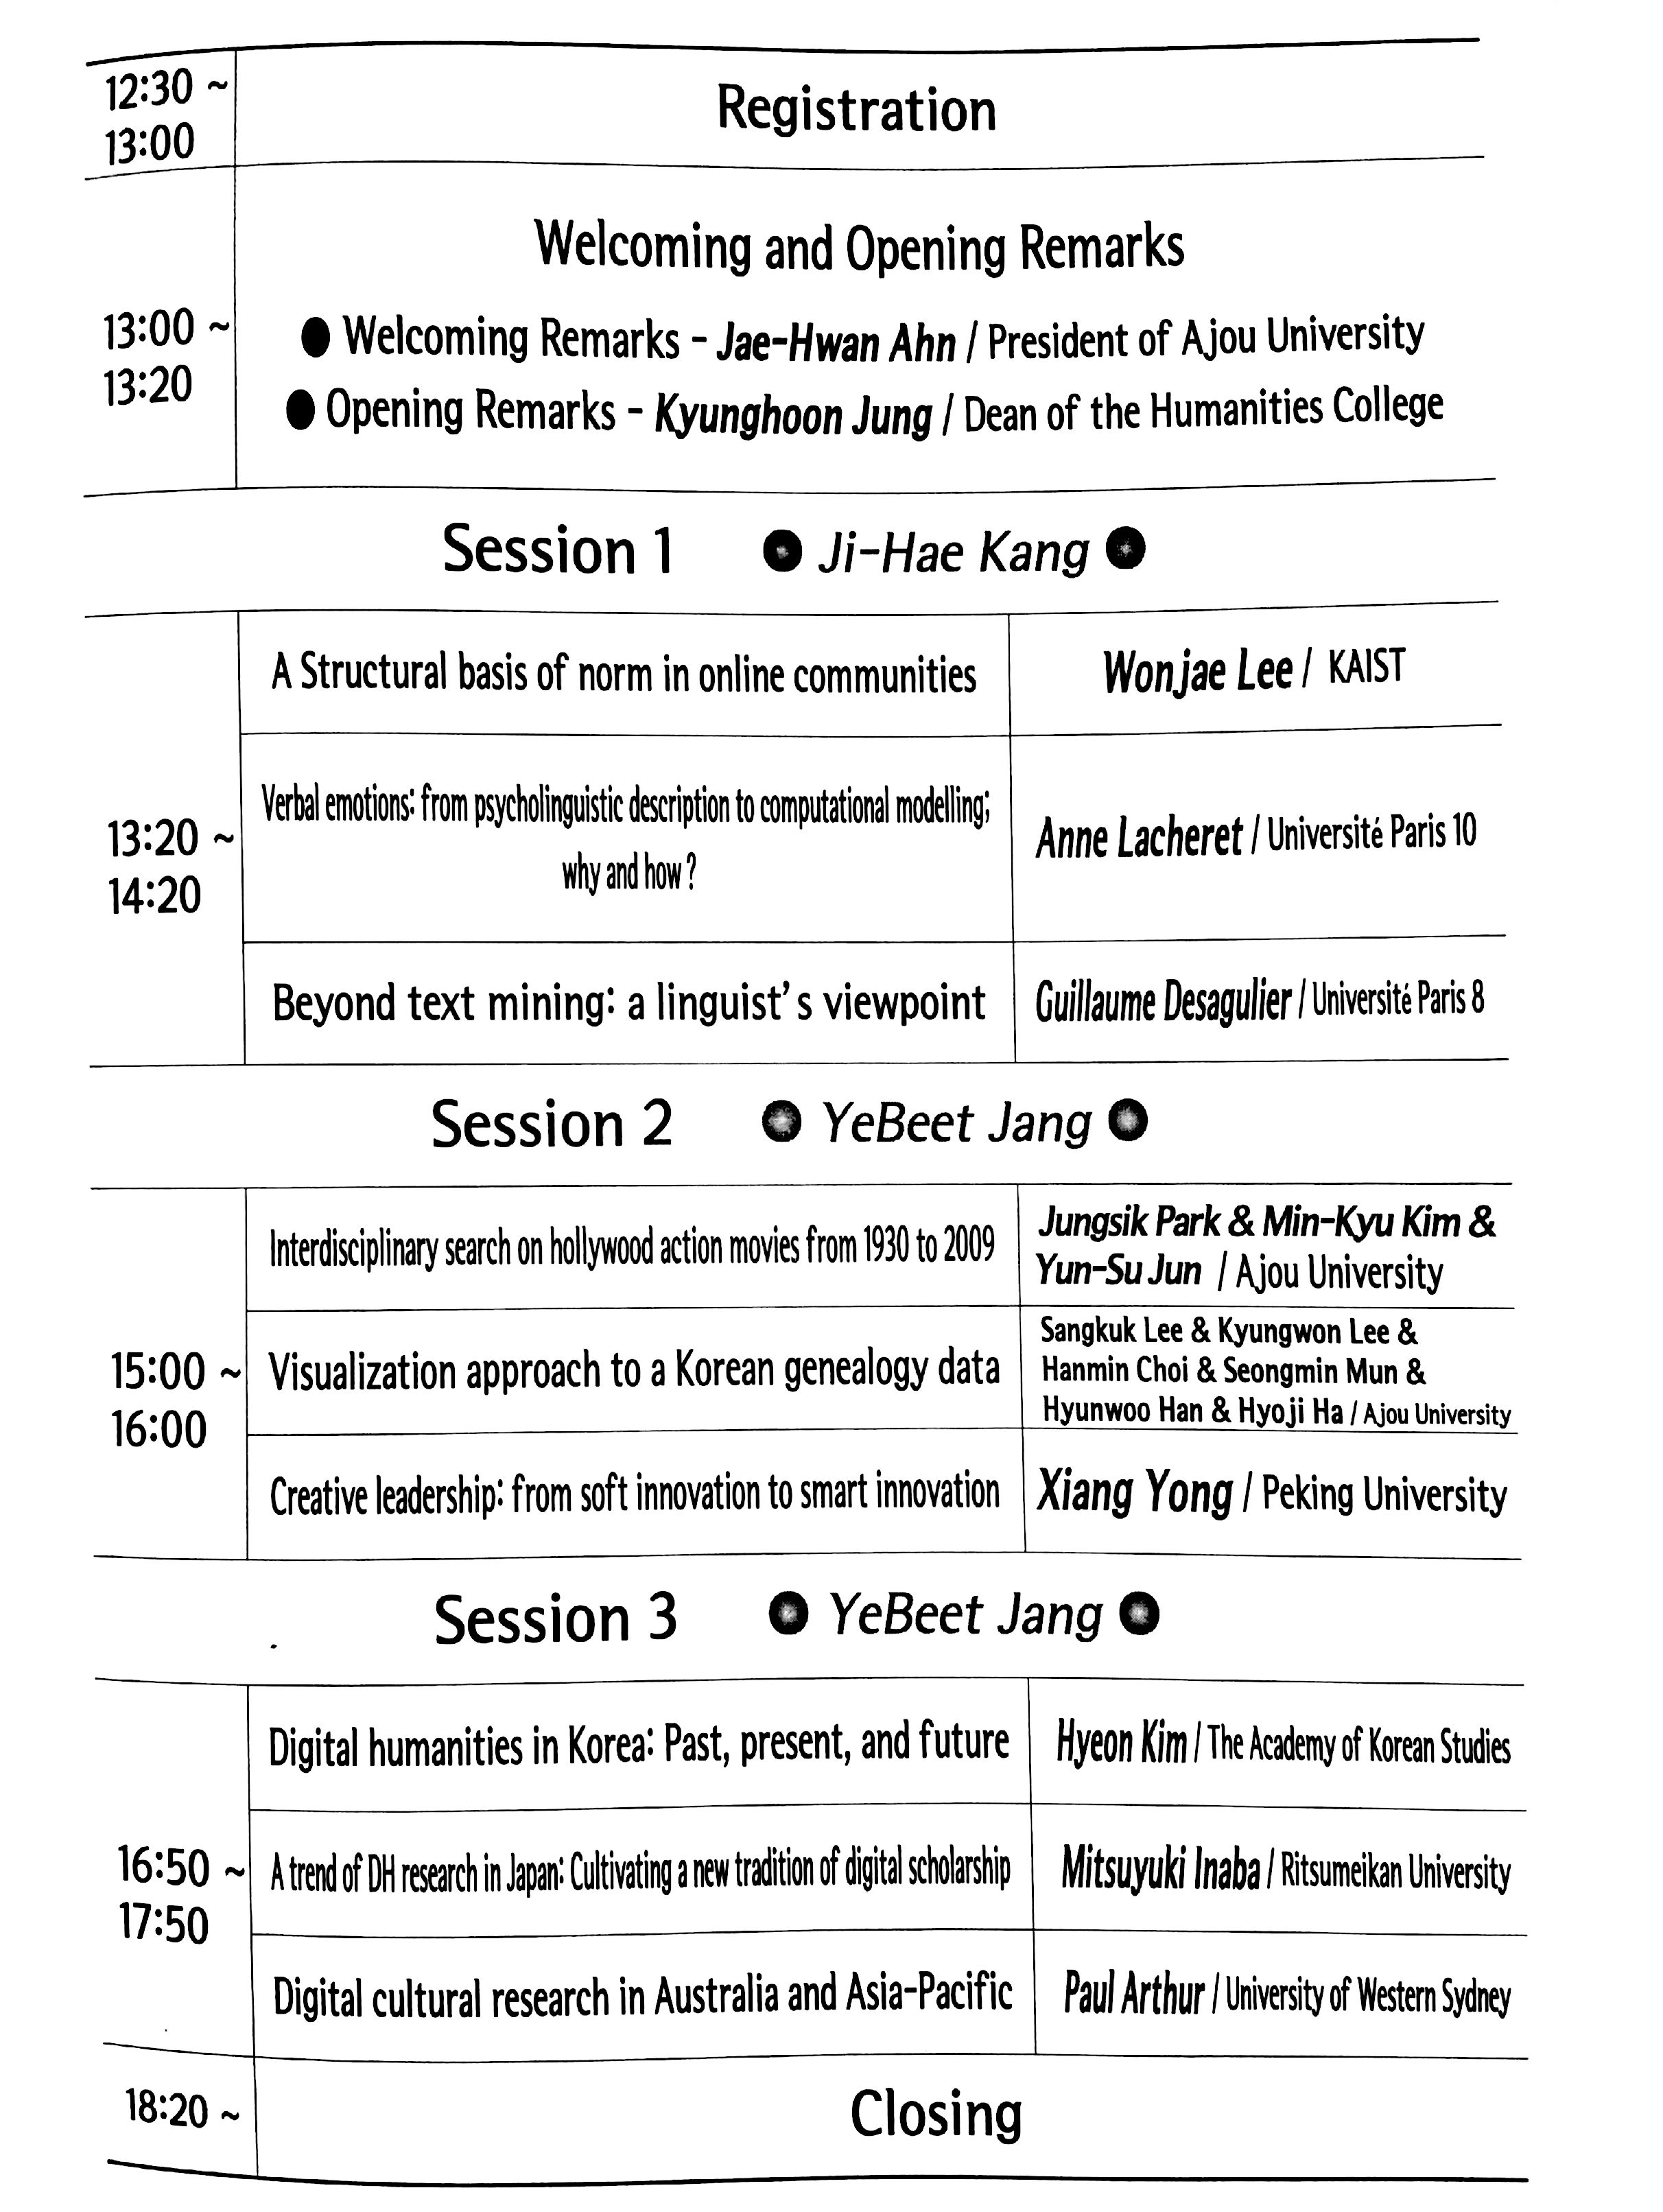 12:30 ~
13:00
Registration
Welcoming and Opening Remarks
13:00 ~
13:20
● Welcoming Remarks - Jae-Hwan Ahn / President of Ajou University
● Opening Remarks - Kyunghoon Jung / Dean of the Humanities College
Session 1 ● Ji-Hae Kang ●
13:20 ~
14:20
A Structural basis of norm in online communities
Wonjae Lee / KAIST
Verbal emotions: from psycholinguistic description to computational modelling;
why and how ?
Anne Lacheret / Université Paris 10
Beyond text mining: a linguist's viewpoint
Guillaume Desagulier / Université Paris 8
Session 2 ● YeBeet Jang ●
15:00 ~
16:00
Interdisciplinary search on hollywood action movies from 1930 to 2009
Jungsik Park & Min-Kyu Kim &
Yun-Su Jun / Ajou University
Visualization approach to a Korean genealogy data
Sangkuk Lee & Kyungwon Lee &
Hanmin Choi & Seongmin Mun &
Hyunwoo Han & Hyoji Ha / Ajou University
Creative leadership: from soft innovation to smart innovation
Xiang Yong / Peking University
Session 3 ● YeBeet Jang ●
16:50 ~
17:50
Digital humanities in Korea: Past, present, and future
Hyeon Kim / The Academy of Korean Studies
A trend of DH research in Japan: Cultivating a new tradition of digital scholarship
Mitsuyuki Inaba / Ritsumeikan University
Digital cultural research in Australia and Asia-Pacific
Paul Arthur / University of Western Sydney
18:20 ~
Closing